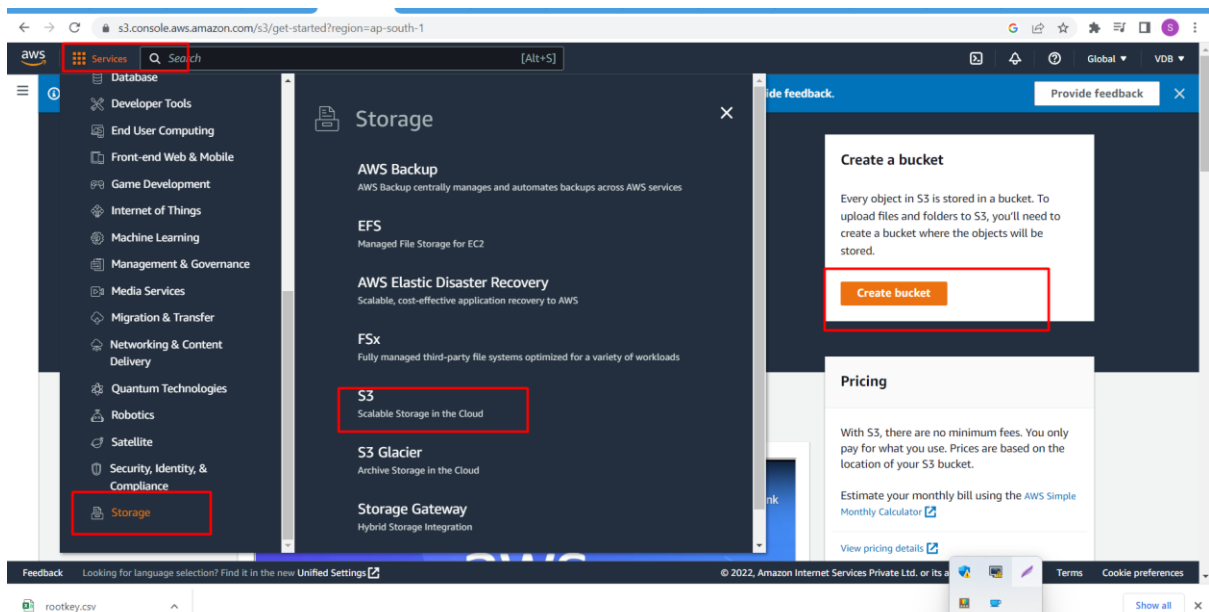 s3.console.aws.amazon.com/s3/get-started?region=ap-south-1
G
S
aws
Services
Search
[Alt+S]
Global
VDB
Database
Developer Tools
End User Computing
Front-end Web & Mobile
Game Development
Internet of Things
Machine Learning
Management & Governance
Media Services
Migration & Transfer
Networking & Content
Delivery
Quantum Technologies
Robotics
Satellite
Security, Identity, &
Compliance
Storage
Storage
AWS Backup
AWS Backup centrally manages and automates backups across AWS services
EFS
Managed File Storage for EC2
AWS Elastic Disaster Recovery
Scalable, cost-effective application recovery to AWS
FSx
Fully managed third-party file systems optimized for a variety of workloads
S3
Scalable Storage in the Cloud
S3 Glacier
Archive Storage in the Cloud
Storage Gateway
Hybrid Storage Integration
ide feedback.
Provide feedback
Create a bucket
Every object in S3 is stored in a bucket. To
upload files and folders to S3, you'll need to
create a bucket where the objects will be
stored.
Create bucket
Pricing
With S3, there are no minimum fees. You only
pay for what you use. Prices are based on the
location of your S3 bucket.
Estimate your monthly bill using the AWS Simple
Monthly Calculator
View pricing details
nk
aws
Feedback
Looking for language selection? Find it in the new Unified Settings
© 2022, Amazon Internet Services Private Ltd. or its a
Terms
Cookie preferences
rootkey.csv
Show all